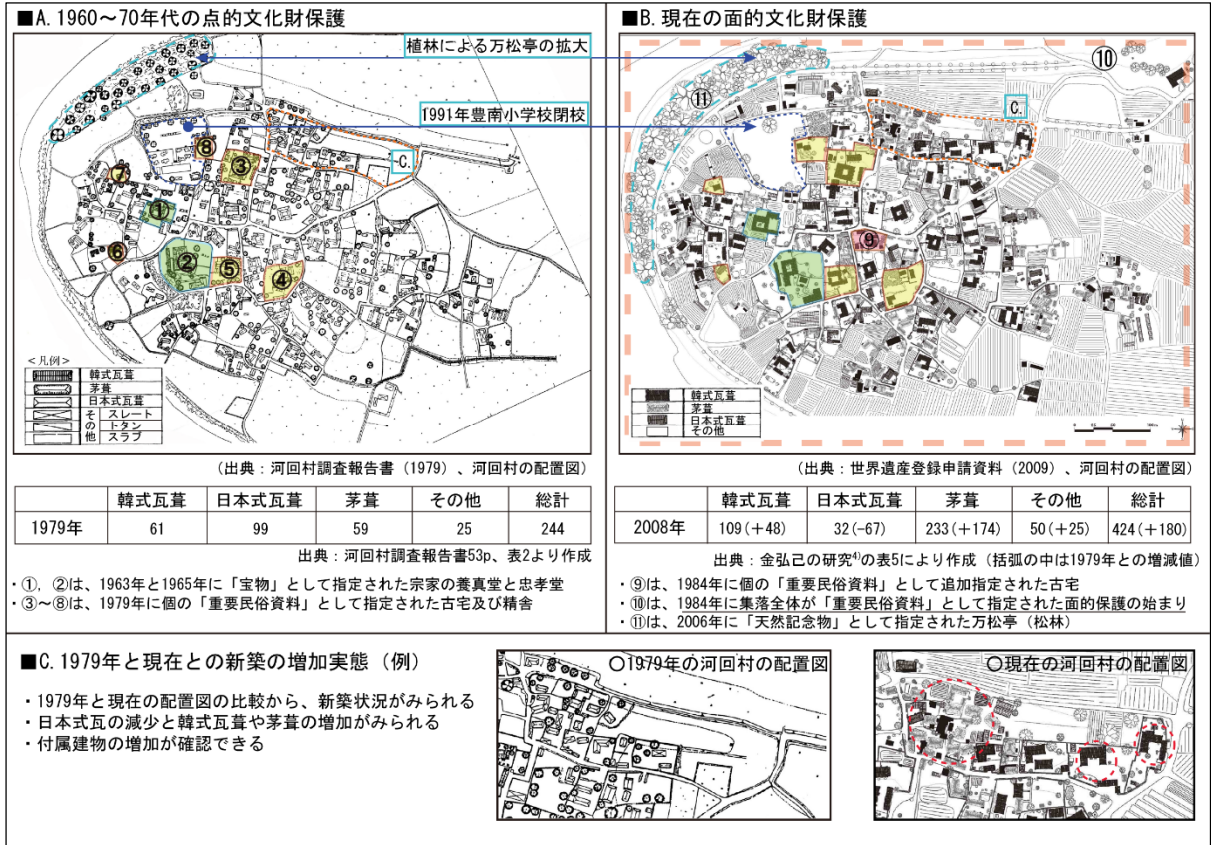 ■A. 1960～70年代の点的文化財保護
植林による万松亭の拡大
1991年豊南小学校閉校
C.
⑧
③
⑦
①
⑥
②
⑤
④
<凡例>
韓式瓦葺
茅葺
日本式瓦葺
その他 スレート
トタン
スラブ
（出典：河回村調査報告書（1979）、河回村の配置図）
韓式瓦葺 日本式瓦葺 茅葺 その他 総計
1979年 61 99 59 25 244
出典：河回村調査報告書53p、表2より作成
・①, ②は、1963年と1965年に「宝物」として指定された宗家の養真堂と忠孝堂
・③～⑧は、1979年に個の「重要民俗資料」として指定された古宅及び精舎
■B. 現在の面的文化財保護
⑩
⑪
C.
⑨
韓式瓦葺
茅葺
日本式瓦葺
その他
（出典：世界遺産登録申請資料（2009）、河回村の配置図）
韓式瓦葺 日本式瓦葺 茅葺 その他 総計
2008年 109(＋48) 32(−67) 233(＋174) 50(＋25) 424(＋180)
出典：金弘己の研究4)の表5により作成（括弧の中は1979年との増減値）
・⑨は、1984年に個の「重要民俗資料」として追加指定された古宅
・⑩は、1984年に集落全体が「重要民俗資料」として指定された面的保護の始まり
・⑪は、2006年に「天然記念物」として指定された万松亭（松林）
■C. 1979年と現在との新築の増加実態（例）
・1979年と現在の配置図の比較から、新築状況がみられる
・日本式瓦の減少と韓式瓦葺や茅葺の増加がみられる
・付属建物の増加が確認できる
○1979年の河回村の配置図
○現在の河回村の配置図